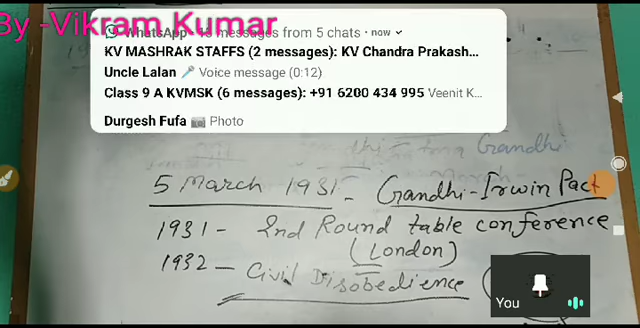 By -Vikram Kumar
WhatsApp · 13 messages from 5 chats · now
KV MASHRAK STAFFS (2 messages): KV Chandra Prakash...
Uncle Lalan 🎤 Voice message (0:12)
Class 9 A KVMSK (6 messages): +91 6200 434 995 Veenit K...
Durgesh Fufa 📷 Photo
Gandhi
5 March 1931 - Gandhi-Irwin Pact
1931 - 2nd Round table conference
(London)
1932 - Civil Disobedience
You